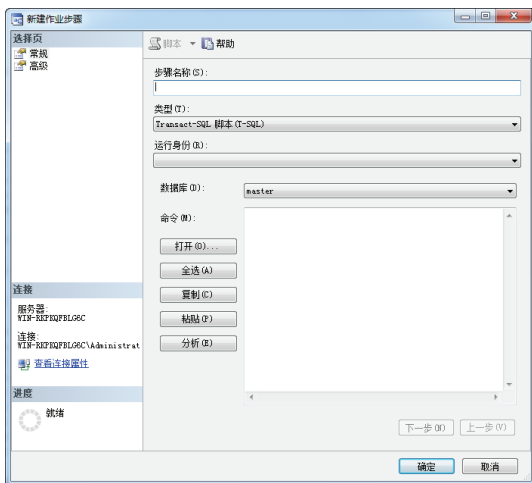 新建作业步骤
选择页
常规
高级
脚本 帮助
步骤名称(S):
类型(T):
Transact-SQL 脚本(T-SQL)
运行身份(R):
数据库(D): master
命令(M):
打开(O)...
全选(A)
复制(C)
粘贴(P)
分析(E)
连接
服务器:
WIN-REPKQFBLG6C
连接:
WIN-REPKQFBLG6C\Administrat
查看连接属性
进度
就绪
下一步(N) 上一步(V)
确定 取消